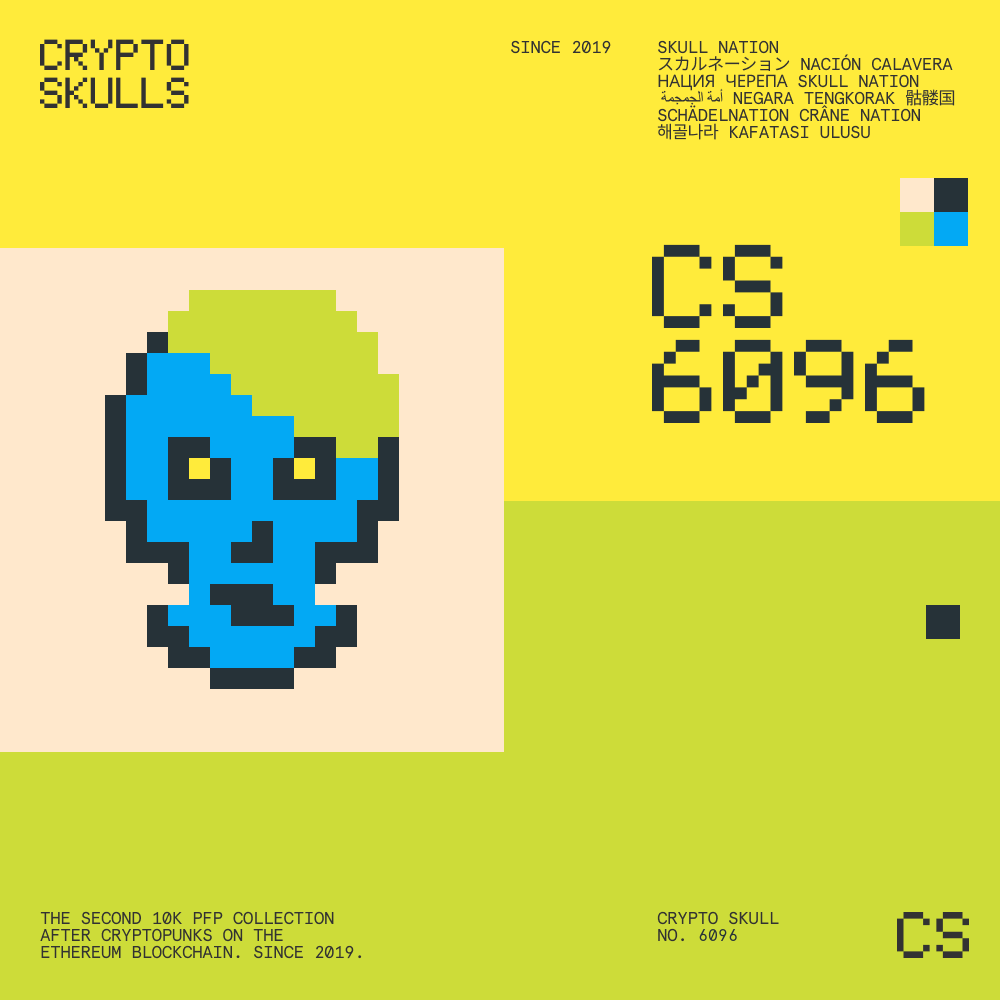 CRYPTO
SKULLS
SINCE 2019
SKULL NATION
スカルネーション NACIÓN CALAVERA
НАЦИЯ ЧЕРЕПА SKULL NATION
أمة الجمجمة NEGARA TENGKORAK 骷髅国
SCHÄDELNATION CRÂNE NATION
해골나라 KAFATASI ULUSU
CS
6096
THE SECOND 10K PFP COLLECTION
AFTER CRYPTOPUNKS ON THE
ETHEREUM BLOCKCHAIN. SINCE 2019.
CRYPTO SKULL
NO. 6096
CS